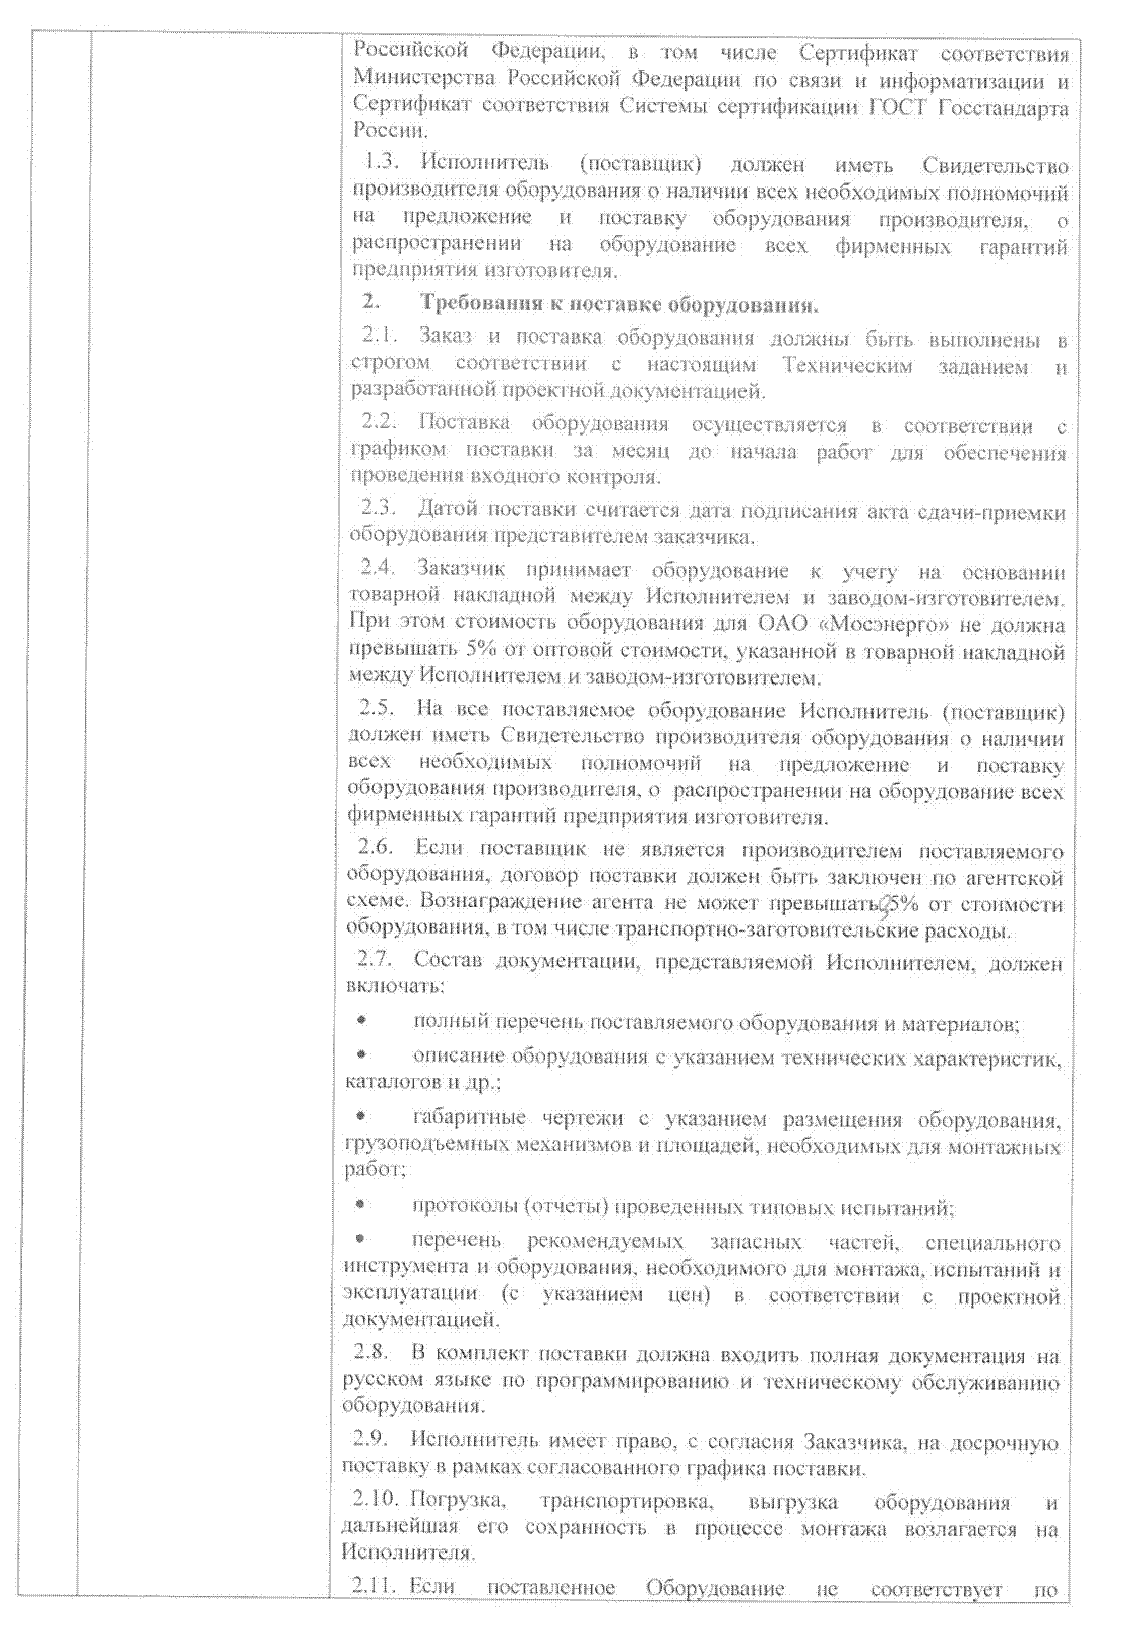 Российской Федерации, в том числе Сертификат соответствия
Министерства Российской Федерации по связи и информатизации и
Сертификат соответствия Системы сертификации ГОСТ Госстандарта
России.
1.3. Исполнитель (поставщик) должен иметь Свидетельство
производителя оборудования о наличии всех необходимых полномочий
на предложение и поставку оборудования производителя, о
распространении на оборудование всех фирменных гарантий
предприятия изготовителя.
2. Требования к поставке оборудования.
2.1. Заказ и поставка оборудования должны быть выполнены в
строгом соответствии с настоящим Техническим заданием и
разработанной проектной документацией.
2.2. Поставка оборудования осуществляется в соответствии с
графиком поставки за месяц до начала работ для обеспечения
проведения входного контроля.
2.3. Датой поставки считается дата подписания акта сдачи-приемки
оборудования представителем заказчика.
2.4. Заказчик принимает оборудование к учету на основании
товарной накладной между Исполнителем и заводом-изготовителем.
При этом стоимость оборудования для ОАО «Мосэнерго» не должна
превышать 5% от оптовой стоимости, указанной в товарной накладной
между Исполнителем и заводом-изготовителем.
2.5. На все поставляемое оборудование Исполнитель (поставщик)
должен иметь Свидетельство производителя оборудования о наличии
всех необходимых полномочий на предложение и поставку
оборудования производителя, о распространении на оборудование всех
фирменных гарантий предприятия изготовителя.
2.6. Если поставщик не является производителем поставляемого
оборудования, договор поставки должен быть заключен по агентской
схеме. Вознаграждение агента не может превышать 5% от стоимости
оборудования, в том числе транспортно-заготовительские расходы.
2.7. Состав документации, представляемой Исполнителем, должен
включать:
• полный перечень поставляемого оборудования и материалов;
• описание оборудования с указанием технических характеристик,
каталогов и др.;
• габаритные чертежи с указанием размещения оборудования,
грузоподъемных механизмов и площадей, необходимых для монтажных
работ;
• протоколы (отчеты) проведенных типовых испытаний;
• перечень рекомендуемых запасных частей, специального
инструмента и оборудования, необходимого для монтажа, испытаний и
эксплуатации (с указанием цен) в соответствии с проектной
документацией.
2.8. В комплект поставки должна входить полная документация на
русском языке по программированию и техническому обслуживанию
оборудования.
2.9. Исполнитель имеет право, с согласия Заказчика, на досрочную
поставку в рамках согласованного графика поставки.
2.10. Погрузка, транспортировка, выгрузка оборудования и
дальнейшая его сохранность в процессе монтажа возлагается на
Исполнителя.
2.11. Если поставленное Оборудование не соответствует по